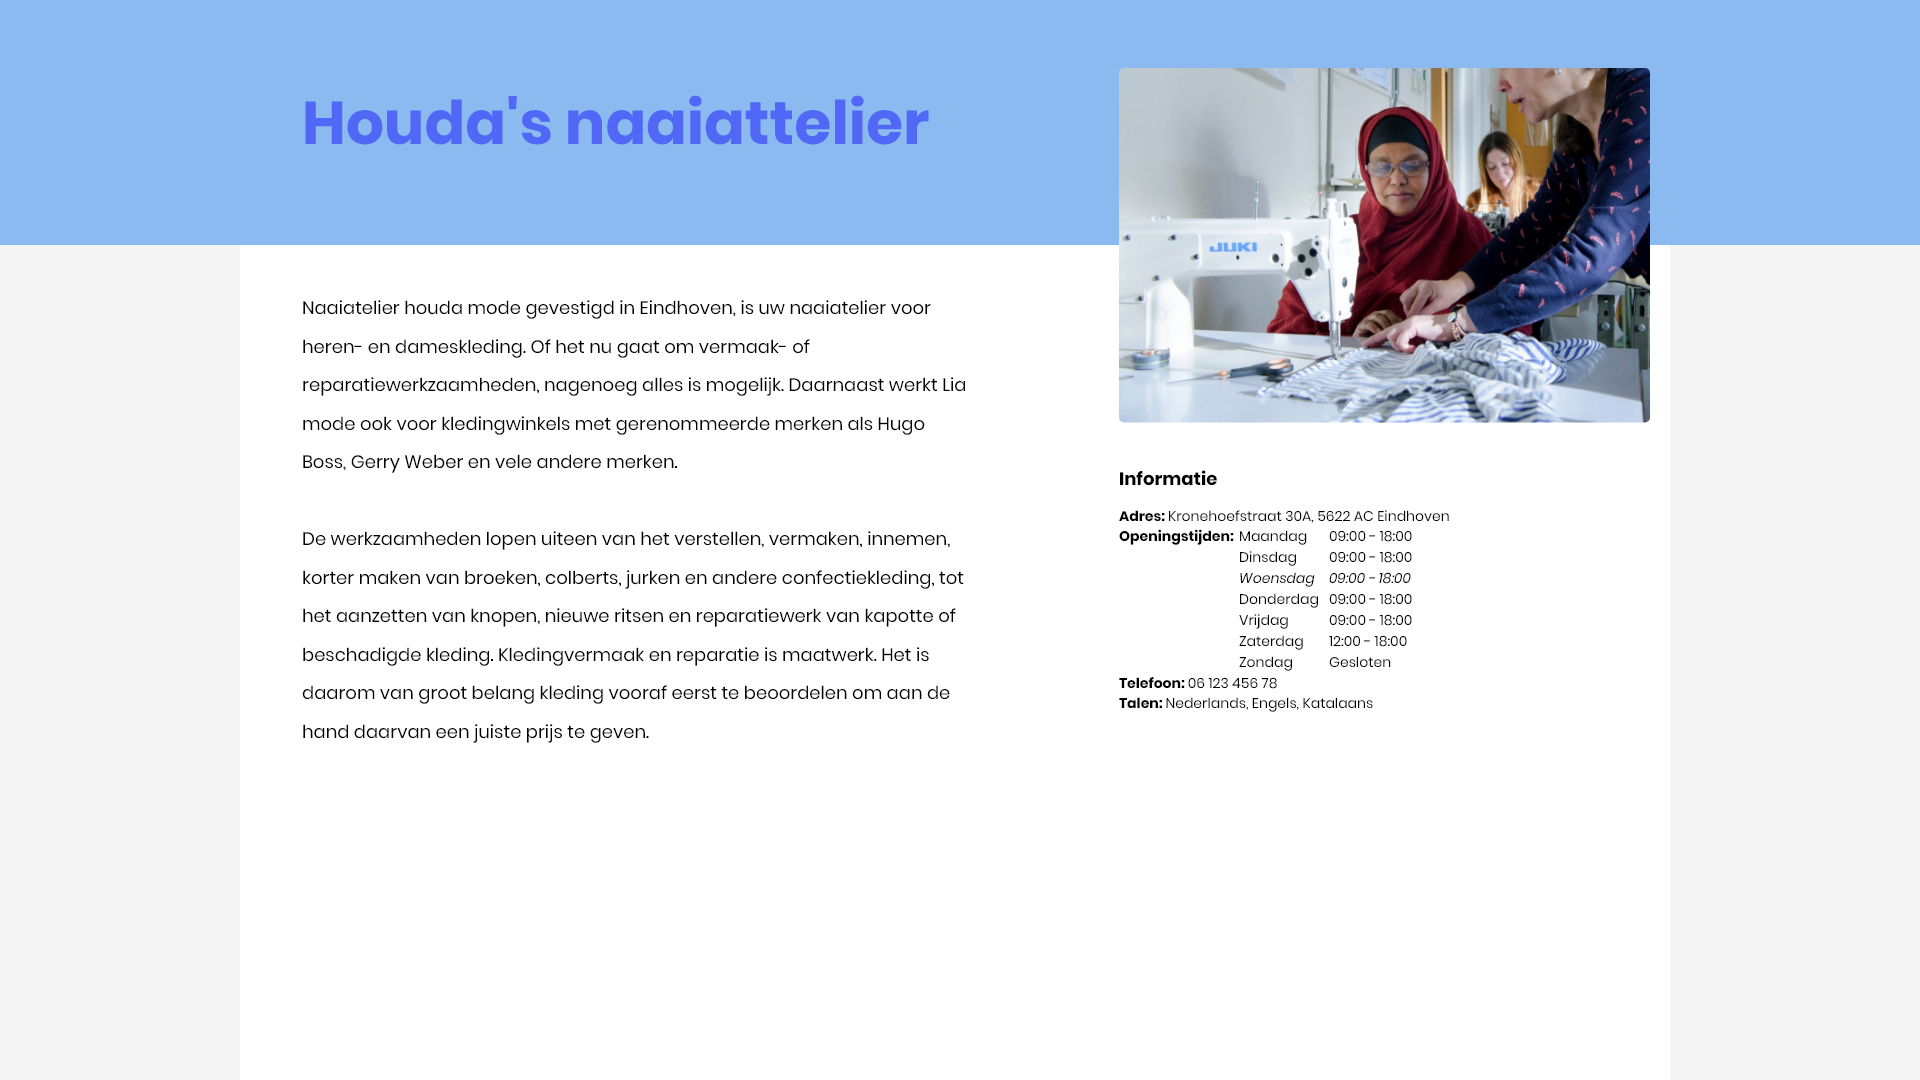 Houda's naaiattelier
JUKI
Naaiatelier houda mode gevestigd in Eindhoven, is uw naaiatelier voor
heren- en dameskleding. Of het nu gaat om vermaak- of
reparatiewerkzaamheden, nagenoeg alles is mogelijk. Daarnaast werkt Lia
mode ook voor kledingwinkels met gerenommeerde merken als Hugo
Boss, Gerry Weber en vele andere merken.
De werkzaamheden lopen uiteen van het verstellen, vermaken, innemen,
korter maken van broeken, colberts, jurken en andere confectiekleding, tot
het aanzetten van knopen, nieuwe ritsen en reparatiewerk van kapotte of
beschadigde kleding. Kledingvermaak en reparatie is maatwerk. Het is
daarom van groot belang kleding vooraf eerst te beoordelen om aan de
hand daarvan een juiste prijs te geven.
Informatie
Adres: Kronehoefstraat 30A, 5622 AC Eindhoven
Openingstijden: Maandag 09:00 - 18:00
Dinsdag 09:00 - 18:00
Woensdag 09:00 - 18:00
Donderdag 09:00 - 18:00
Vrijdag 09:00 - 18:00
Zaterdag 12:00 - 18:00
Zondag Gesloten
Telefoon: 06 123 456 78
Talen: Nederlands, Engels, Katalaans